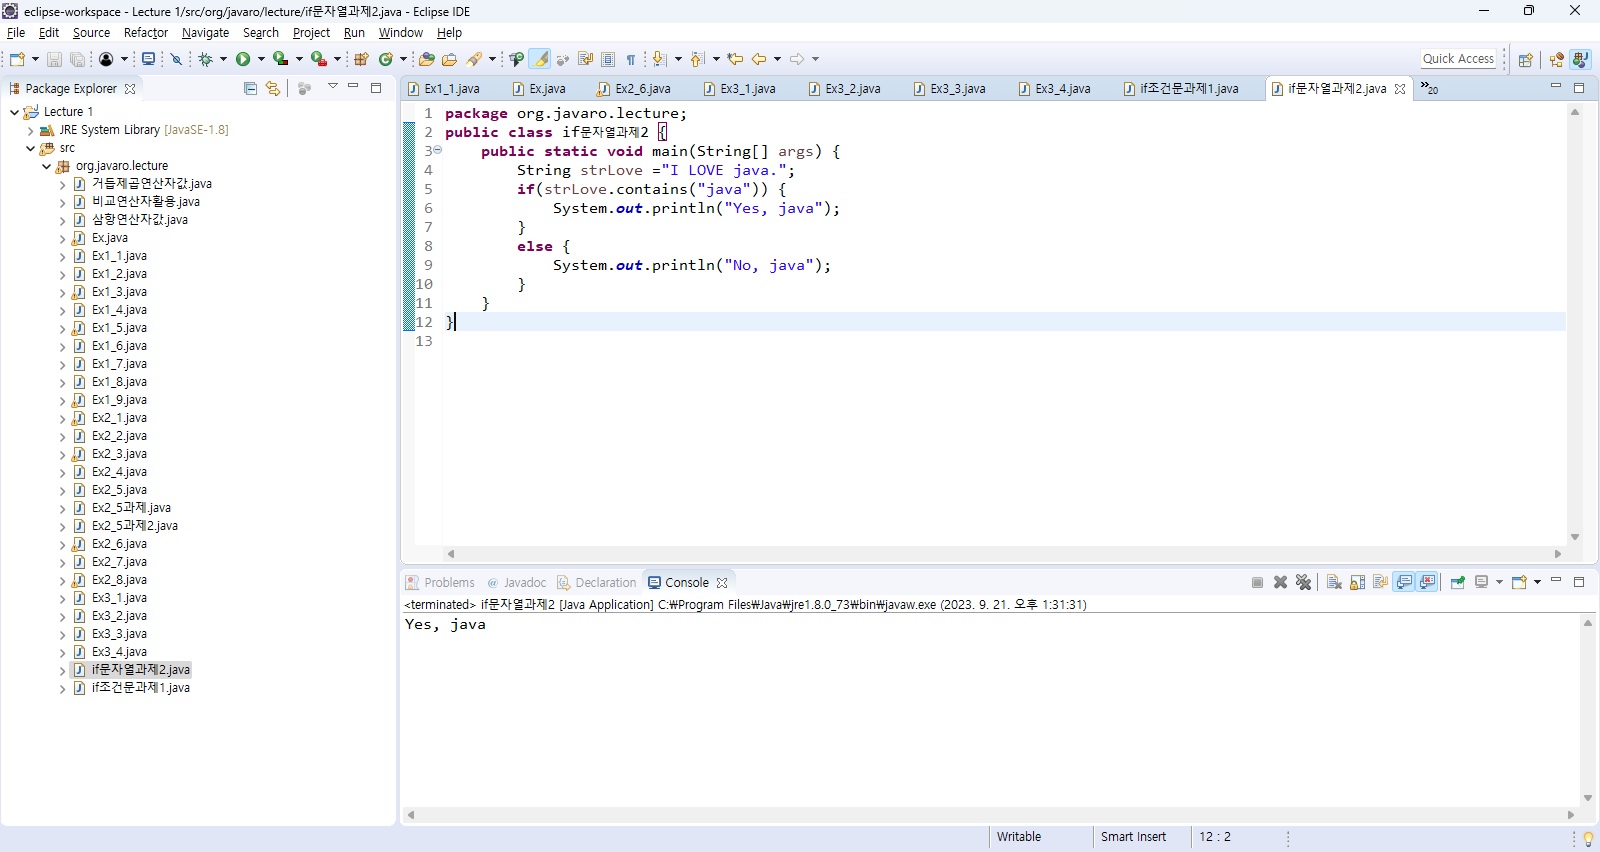 eclipse-workspace - Lecture 1/src/org/javaro/lecture/if문자열과제2.java - Eclipse IDE
File Edit Source Refactor Navigate Search Project Run Window Help
Quick Access
Package Explorer
Lecture 1
JRE System Library [JavaSE-1.8]
src
org.javaro.lecture
거듭제곱연산자값.java
비교연산자활용.java
삼항연산자값.java
Ex.java
Ex1_1.java
Ex1_2.java
Ex1_3.java
Ex1_4.java
Ex1_5.java
Ex1_6.java
Ex1_7.java
Ex1_8.java
Ex1_9.java
Ex2_1.java
Ex2_2.java
Ex2_3.java
Ex2_4.java
Ex2_5.java
Ex2_5과제.java
Ex2_5과제2.java
Ex2_6.java
Ex2_7.java
Ex2_8.java
Ex3_1.java
Ex3_2.java
Ex3_3.java
Ex3_4.java
if문자열과제2.java
if조건문과제1.java
Ex1_1.java Ex.java Ex2_6.java Ex3_1.java Ex3_2.java Ex3_3.java Ex3_4.java if조건문과제1.java if문자열과제2.java »20
1 package org.javaro.lecture;
2 public class if문자열과제2 {
3 public static void main(String[] args) {
4 String strLove ="I LOVE java.";
5 if(strLove.contains("java")) {
6 System.out.println("Yes, java");
7 }
8 else {
9 System.out.println("No, java");
10 }
11 }
12 }
13
Problems @ Javadoc Declaration Console
<terminated> if문자열과제2 [Java Application] C:₩Program Files₩Java₩jre1.8.0_73₩bin₩javaw.exe (2023. 9. 21. 오후 1:31:31)
Yes, java
Writable Smart Insert 12 : 2